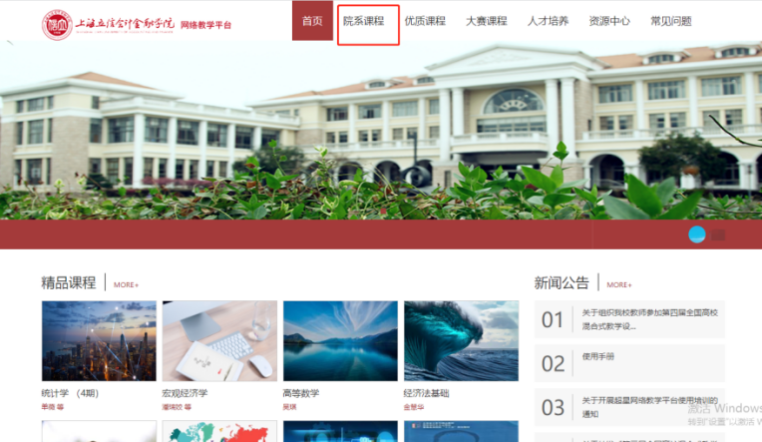 上海立信会计金融学院 网络教学平台
首页 院系课程 优质课程 大赛课程 人才培养 资源中心 常见问题
精品课程 MORE+
新闻公告 MORE+
01 关于组织我校教师参加第四届全国高校
混合式教学设...
02 使用手册
03 关于开展超星网络教学平台使用培训的
通知
统计学 (4期)
宏观经济学
高等数学
经济法基础
激活 Windows
转到"设置"以激活 W